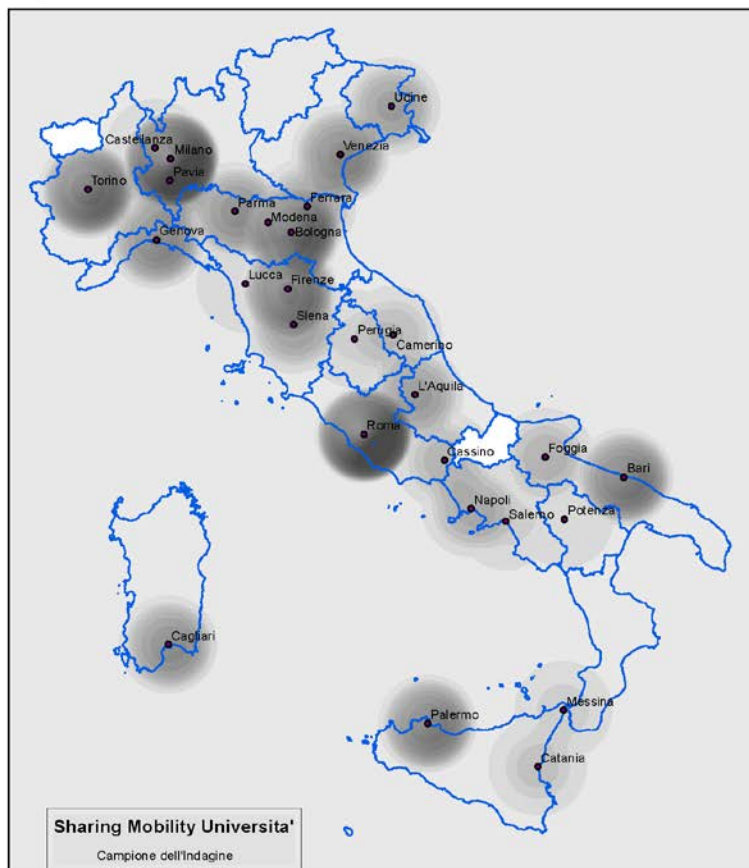 Ucine
Castellanza
Milano
Venezia
Pavia
Torino
Ferrara
Parma
Modena
Bologna
Genova
Lucca
Firenze
Siena
Perugia
Camerino
L'Aquila
Roma
Cassino
Foggia
Bari
Napoli
Salerno
Potenza
Cagliari
Messina
Palermo
Catania
Sharing Mobility Universita'
Campione dell'Indagine